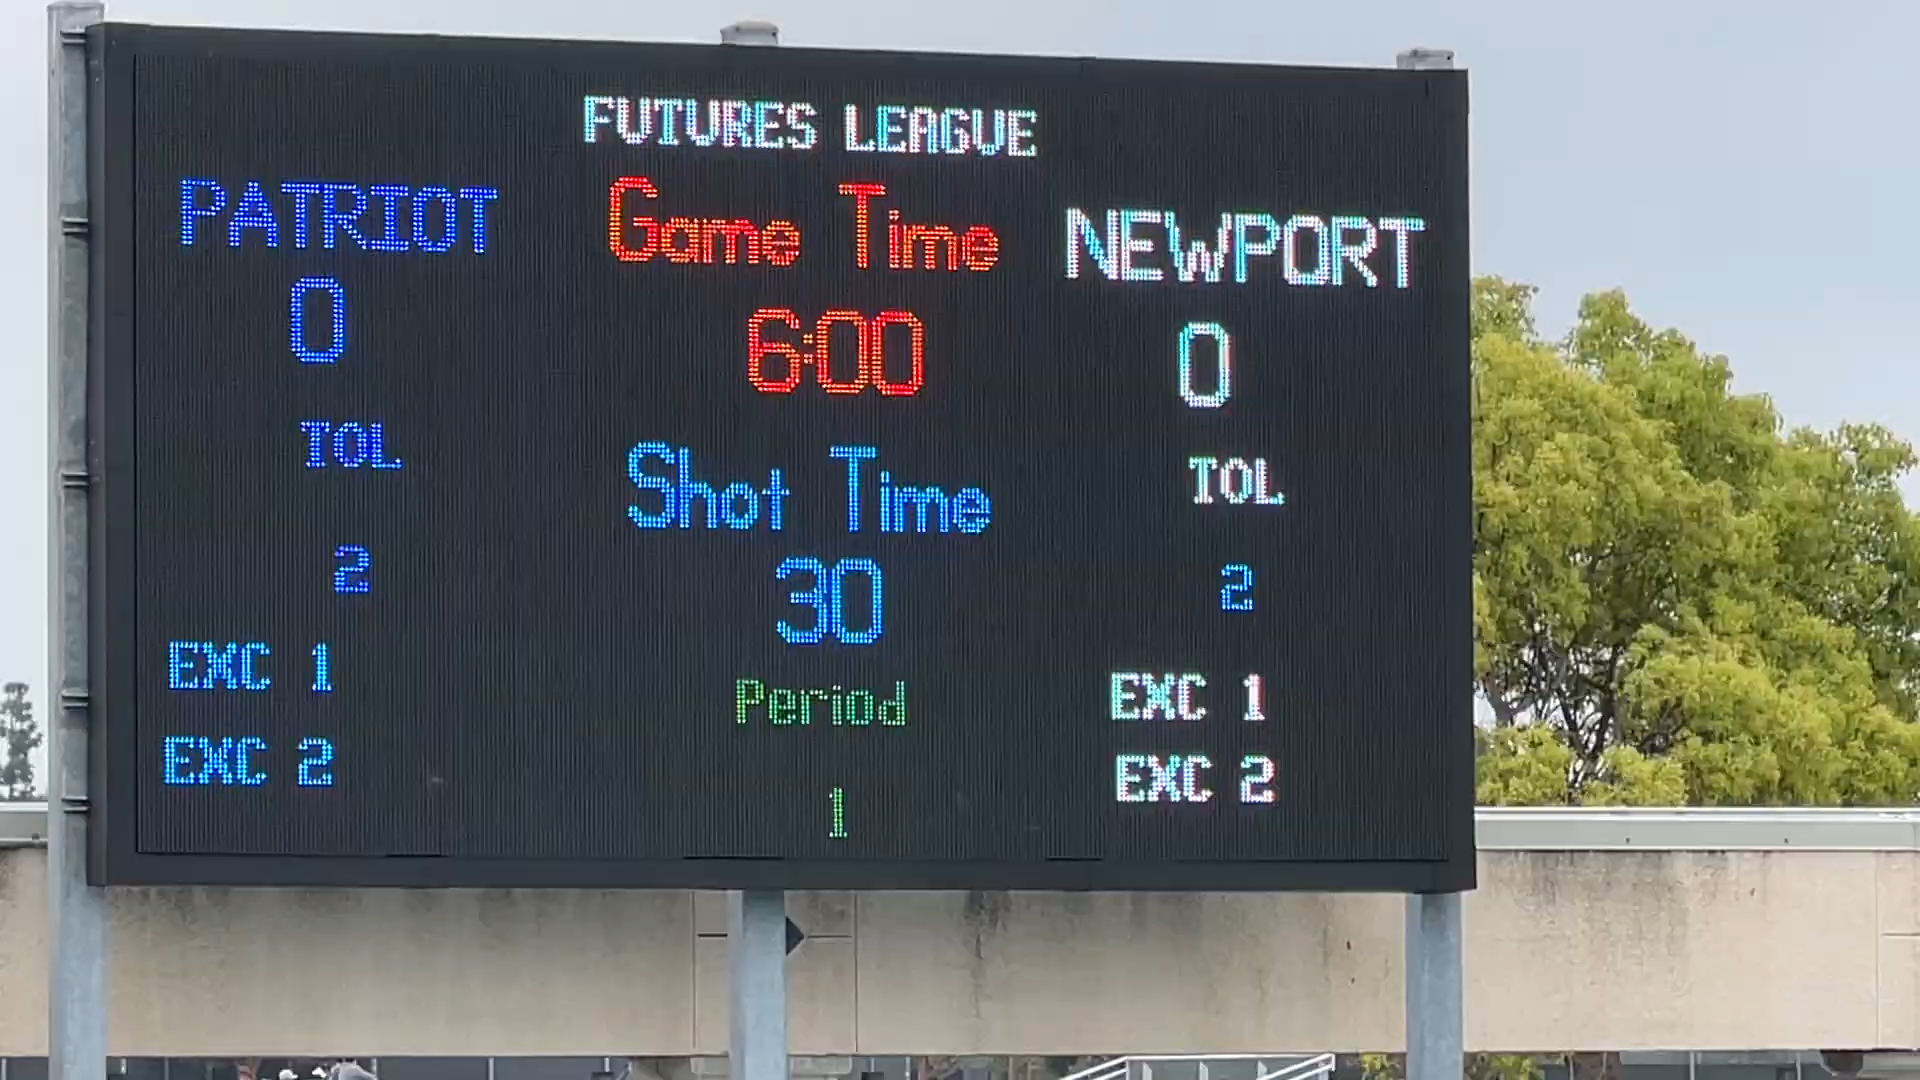 FUTURES LEAGUE
PATRIOT
0
TOL
2
EXC 1
EXC 2
Game Time
6:00
Shot Time
30
Period
1
NEWPORT
0
TOL
2
EXC 1
EXC 2